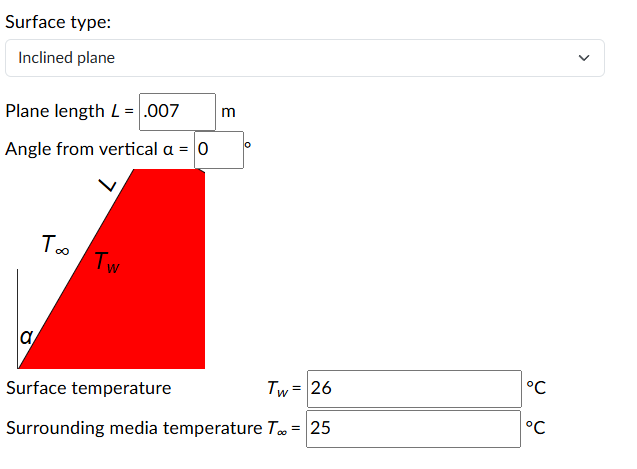 Surface type:
Inclined plane
Plane length L = .007 m
Angle from vertical α = 0 °
L
T∞
Tw
α
Surface temperature Tw = 26 °C
Surrounding media temperature T∞ = 25 °C